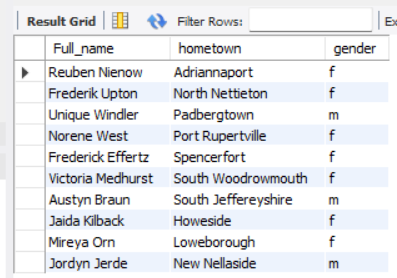 Result Grid Filter Rows: Ex
Full_name hometown gender
Reuben Nienow Adriannaport f
Frederik Upton North Nettieton f
Unique Windler Padbergtown m
Norene West Port Rupertville f
Frederick Effertz Spencerfort f
Victoria Medhurst South Woodrowmouth f
Austyn Braun South Jeffereyshire m
Jaida Kilback Howeside f
Mireya Orn Loweborough f
Jordyn Jerde New Nellaside m